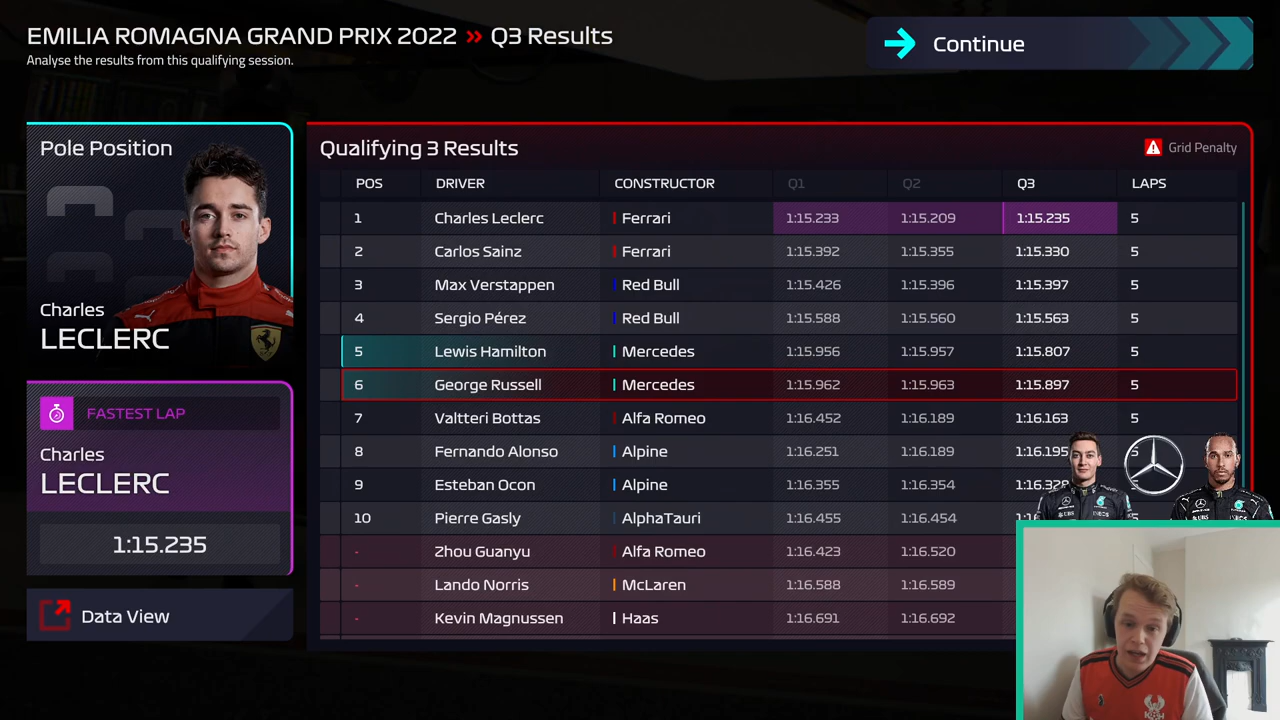 EMILIA ROMAGNA GRAND PRIX 2022 » Q3 Results
Analyse the results from this qualifying session.
Continue
Pole Position
Charles
LECLERC
FASTEST LAP
Charles
LECLERC
1:15.235
Data View
Qualifying 3 Results
Grid Penalty
POS DRIVER CONSTRUCTOR Q1 Q2 Q3 LAPS
1 Charles Leclerc Ferrari 1:15.233 1:15.209 1:15.235 5
2 Carlos Sainz Ferrari 1:15.392 1:15.355 1:15.330 5
3 Max Verstappen Red Bull 1:15.426 1:15.396 1:15.397 5
4 Sergio Pérez Red Bull 1:15.588 1:15.560 1:15.563 5
5 Lewis Hamilton Mercedes 1:15.956 1:15.957 1:15.807 5
6 George Russell Mercedes 1:15.962 1:15.963 1:15.897 5
7 Valtteri Bottas Alfa Romeo 1:16.452 1:16.189 1:16.163 5
8 Fernando Alonso Alpine 1:16.251 1:16.189 1:16.195
9 Esteban Ocon Alpine 1:16.355 1:16.354
10 Pierre Gasly AlphaTauri 1:16.455 1:16.454
- Zhou Guanyu Alfa Romeo 1:16.423 1:16.520
- Lando Norris McLaren 1:16.588 1:16.589
- Kevin Magnussen Haas 1:16.691 1:16.692